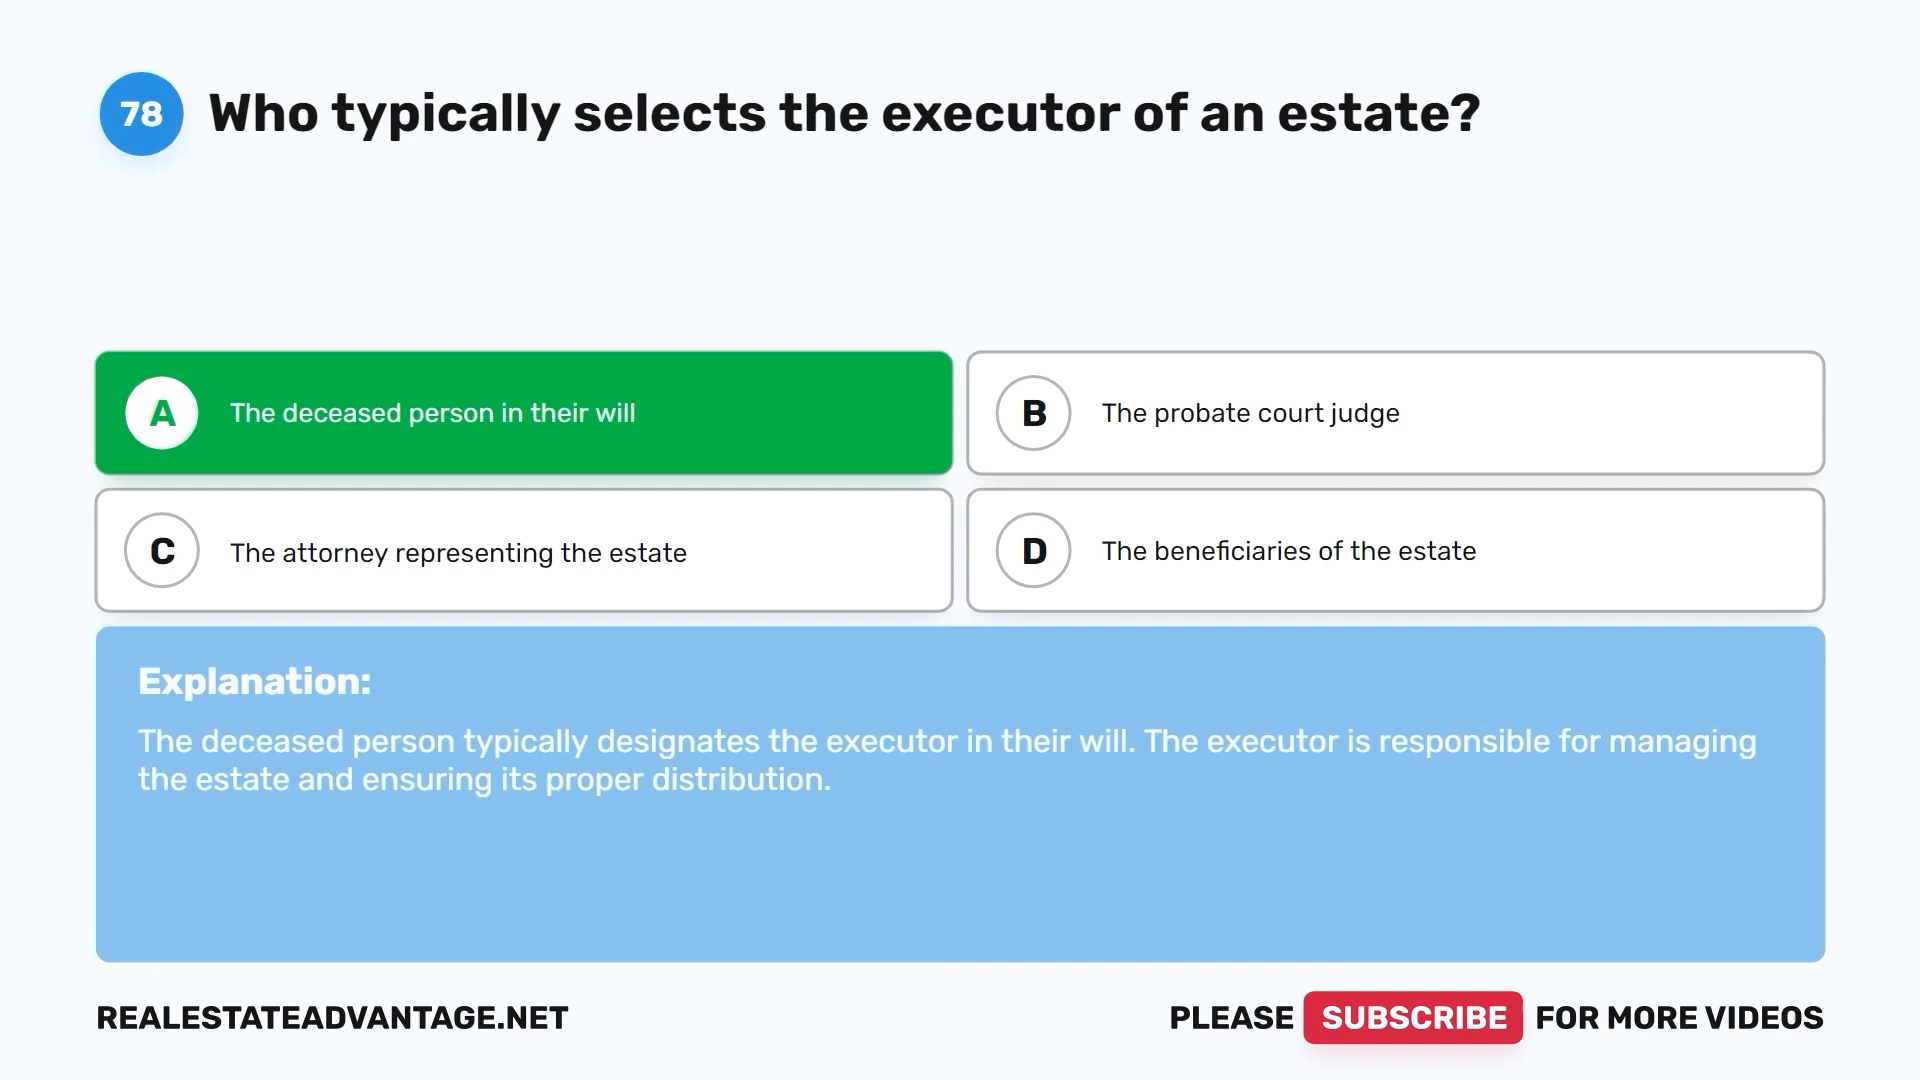 78 Who typically selects the executor of an estate?
A The deceased person in their will
B The probate court judge
C The attorney representing the estate
D The beneficiaries of the estate
Explanation:
The deceased person typically designates the executor in their will. The executor is responsible for managing
the estate and ensuring its proper distribution.
REALESTATEADVANTAGE.NET
PLEASE SUBSCRIBE FOR MORE VIDEOS